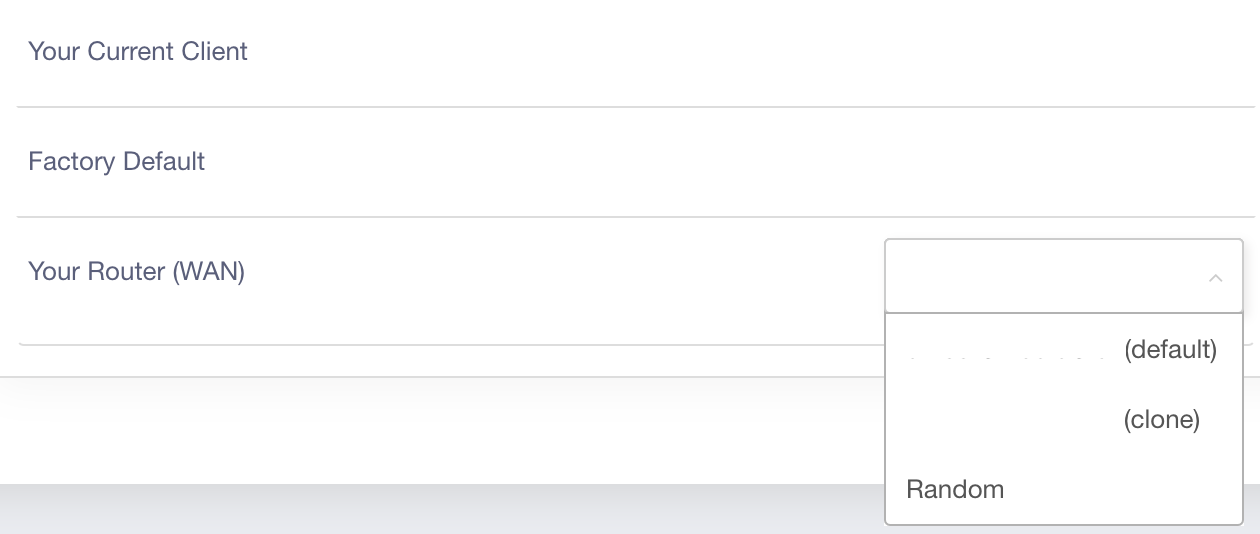 Your Current Client
Factory Default
Your Router (WAN)
(default)
(clone)
Random